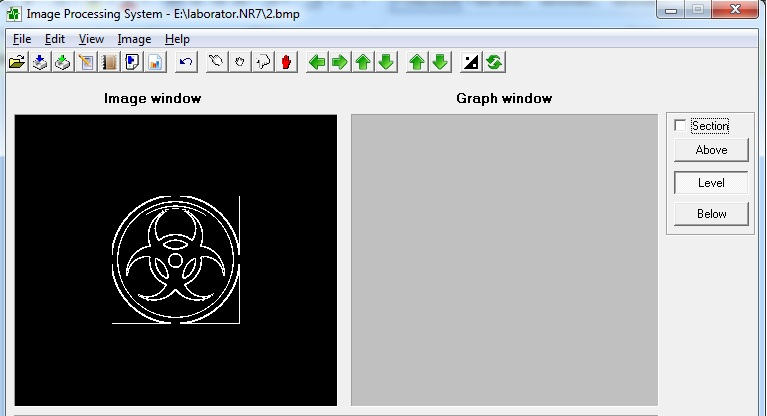 Image Processing System - E:\laborator.NR7\2.bmp
File Edit View Image Help
Image window
Graph window
Section
Above
Level
Below